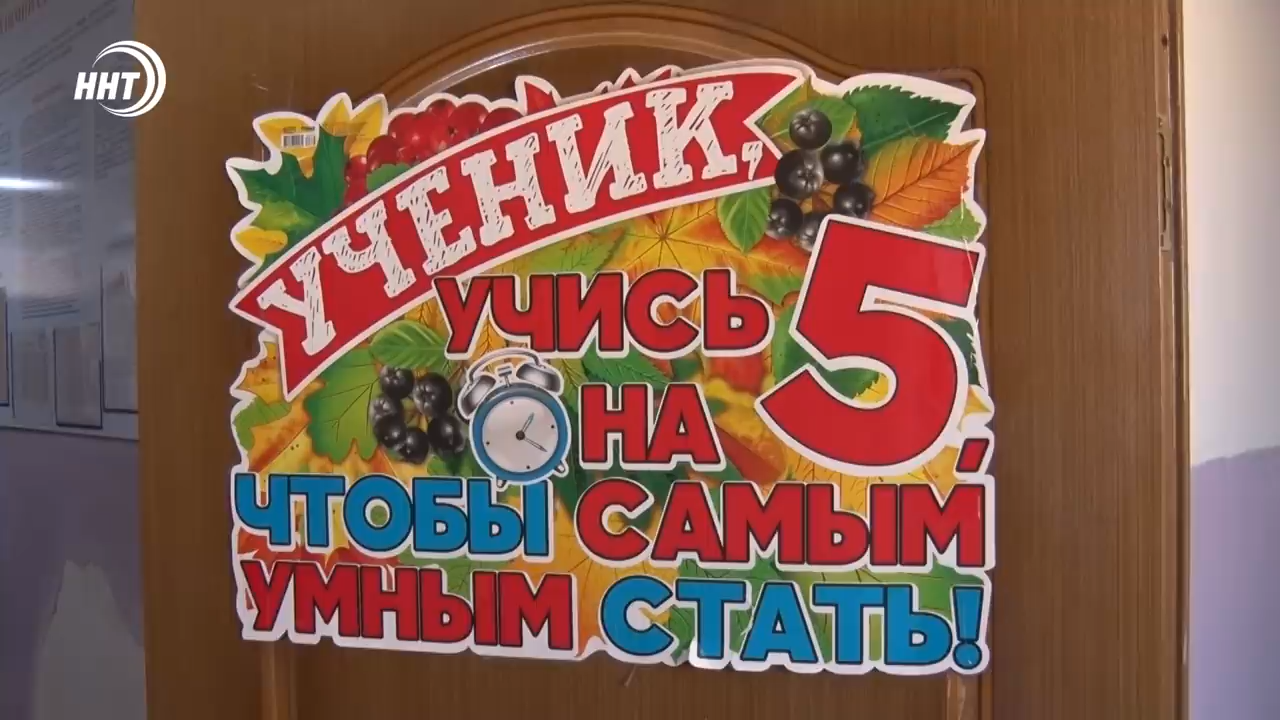 ННТ
УЧЕНИК,
УЧИСЬ
НА 5,
ЧТОБЫ САМЫМ
УМНЫМ СТАТЬ!